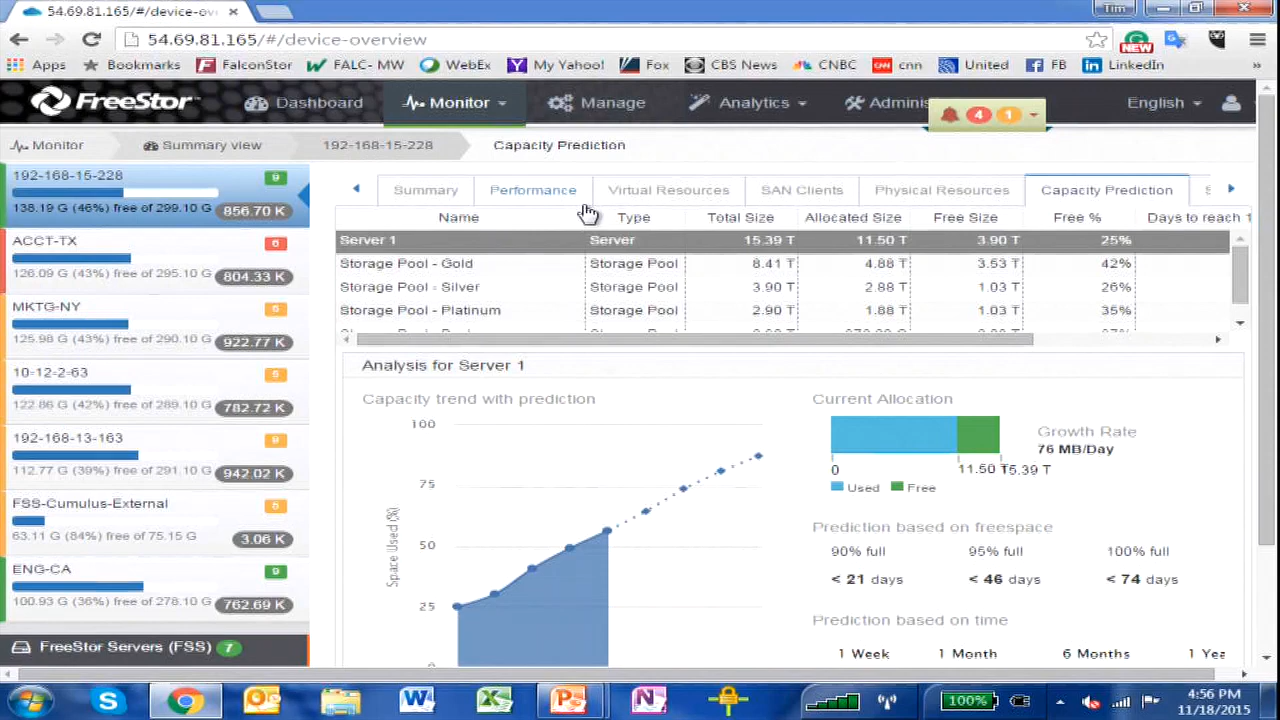 54.69.81.165/#/device-ov
Tim
54.69.81.165/#/device-overview
Apps Bookmarks FalconStor FALC- MW WebEx My Yahoo! Fox CBS News CNBC cnn United FB LinkedIn »
NEW
FreeStor Dashboard Monitor Manage Analytics Adminis 4 1 English
Monitor Summary view 192-168-15-228 Capacity Prediction
192-168-15-228 9
138.19 G (46%) free of 299.10 G 856.70 K
ACCT-TX 6
126.09 G (43%) free of 295.10 G 804.33 K
MKTG-NY
125.98 G (43%) free of 290.10 G 922.77 K
10-12-2-63
122.86 G (42%) free of 289.10 G 782.72 K
192-168-13-163
112.77 G (39%) free of 291.10 G 942.02 K
FSS-Cumulus-External
63.11 G (84%) free of 75.15 G 3.06 K
ENG-CA 9
100.93 G (36%) free of 278.10 G 762.69 K
FreeStor Servers (FSS) 7
Summary Performance Virtual Resources SAN Clients Physical Resources Capacity Prediction
Name Type Total Size Allocated Size Free Size Free % Days to reach 1
Server 1 Server 15.39 T 11.50 T 3.90 T 25%
Storage Pool - Gold Storage Pool 8.41 T 4.88 T 3.53 T 42%
Storage Pool - Silver Storage Pool 3.90 T 2.88 T 1.03 T 26%
Storage Pool - Platinum Storage Pool 2.90 T 1.88 T 1.03 T 35%
Analysis for Server 1
Capacity trend with prediction
100
75
50
25
0
Space Used (%)
Current Allocation
Growth Rate
76 MB/Day
0 11.50 T 15.39 T
Used Free
Prediction based on freespace
90% full 95% full 100% full
< 21 days < 46 days < 74 days
Prediction based on time
1 Week 1 Month 6 Months 1 Yea
100%
4:56 PM
11/18/2015